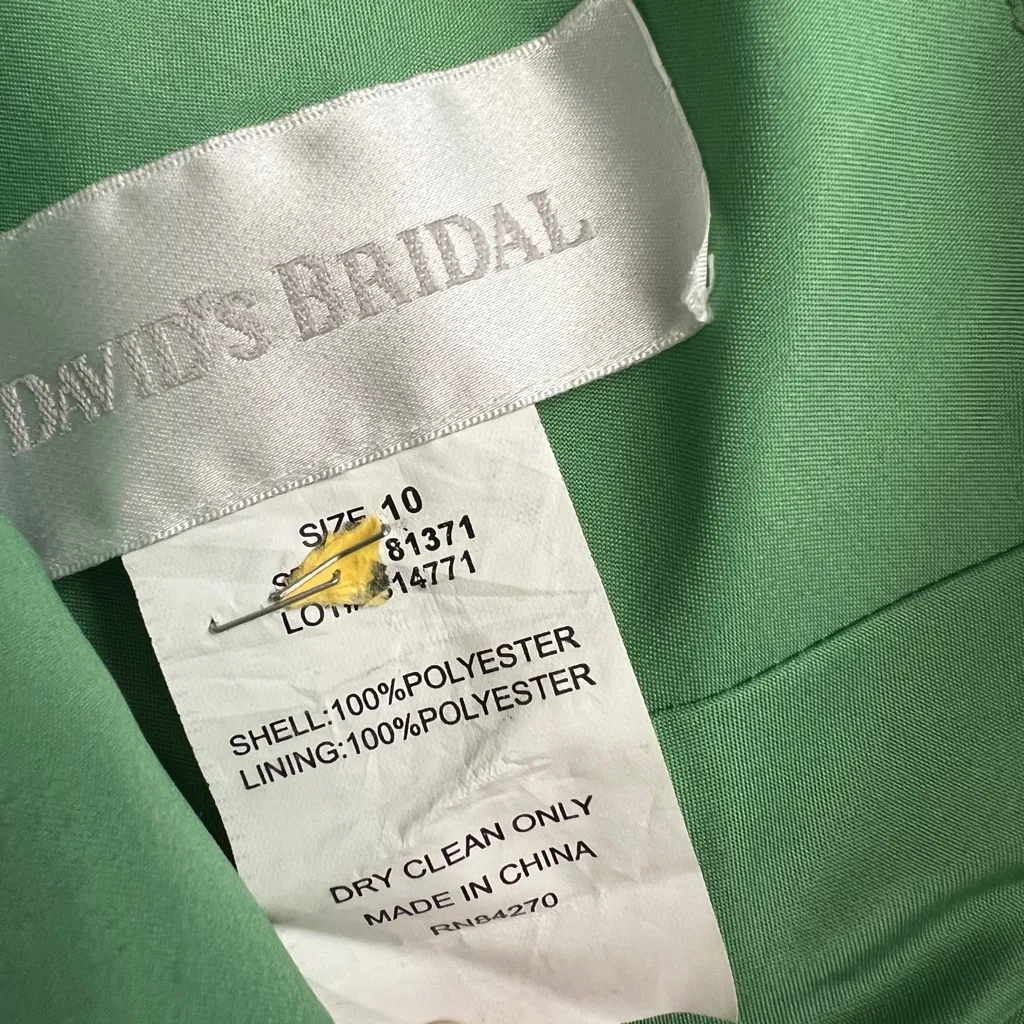 DAVID'S BRIDAL
SIZE 10
81371
LOT# 14771
SHELL:100%POLYESTER
LINING:100%POLYESTER
DRY CLEAN ONLY
MADE IN CHINA
RN84270